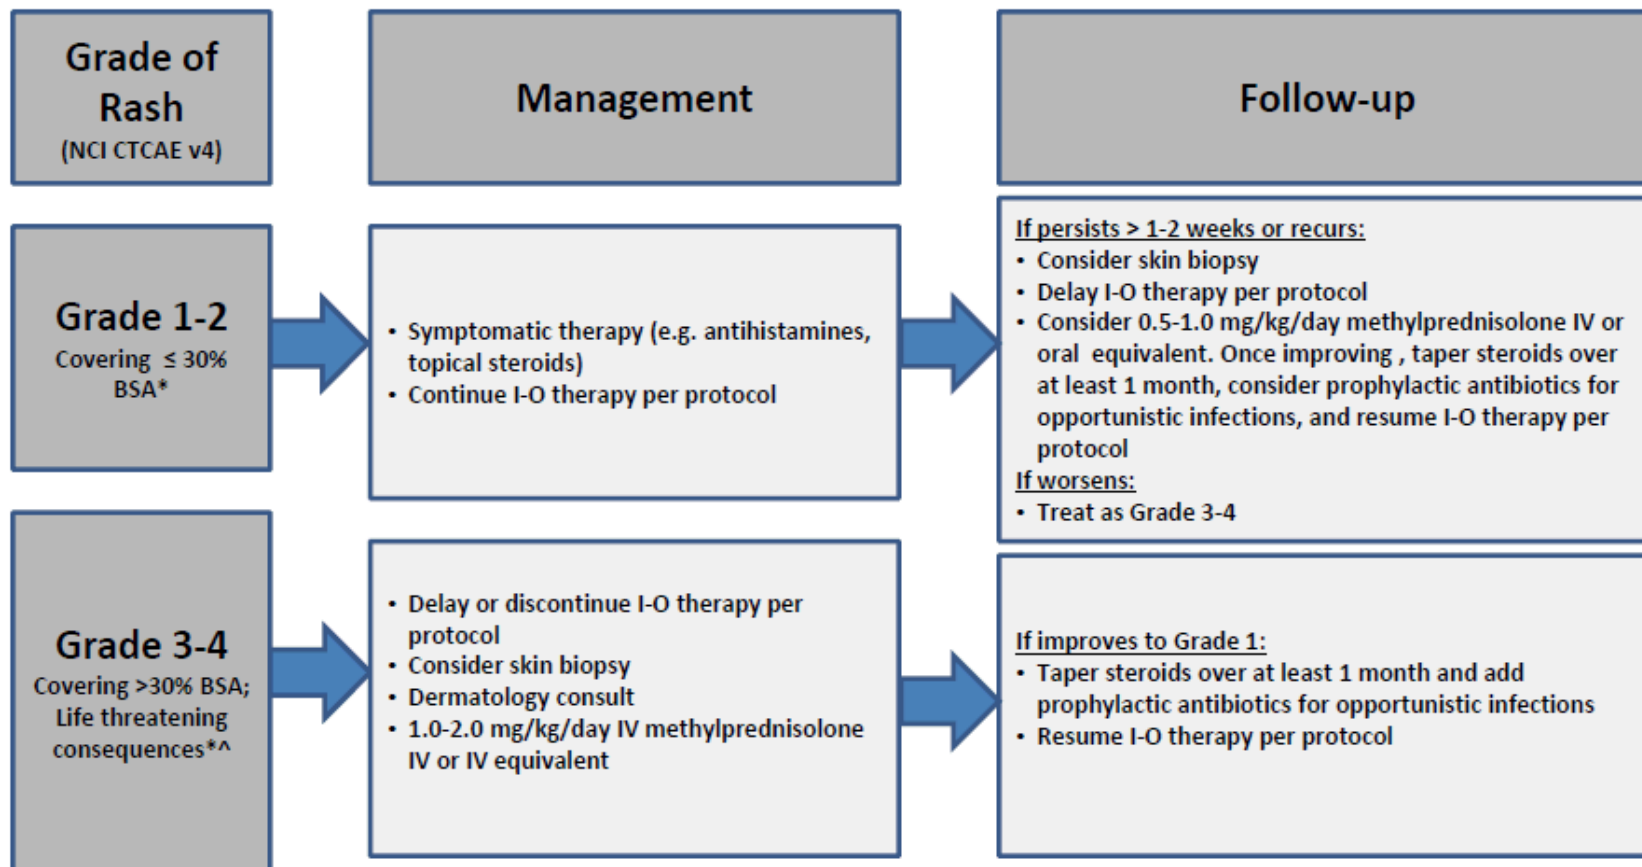 Grade of
Rash
(NCI CTCAE v4)
Management
Follow-up
Grade 1-2
Covering ≤ 30%
BSA*
• Symptomatic therapy (e.g. antihistamines,
topical steroids)
• Continue I-O therapy per protocol
If persists > 1-2 weeks or recurs:
• Consider skin biopsy
• Delay I-O therapy per protocol
• Consider 0.5-1.0 mg/kg/day methylprednisolone IV or
oral equivalent. Once improving , taper steroids over
at least 1 month, consider prophylactic antibiotics for
opportunistic infections, and resume I-O therapy per
protocol
If worsens:
• Treat as Grade 3-4
Grade 3-4
Covering >30% BSA;
Life threatening
consequences*^
• Delay or discontinue I-O therapy per
protocol
• Consider skin biopsy
• Dermatology consult
• 1.0-2.0 mg/kg/day IV methylprednisolone
IV or IV equivalent
If improves to Grade 1:
• Taper steroids over at least 1 month and add
prophylactic antibiotics for opportunistic infections
• Resume I-O therapy per protocol